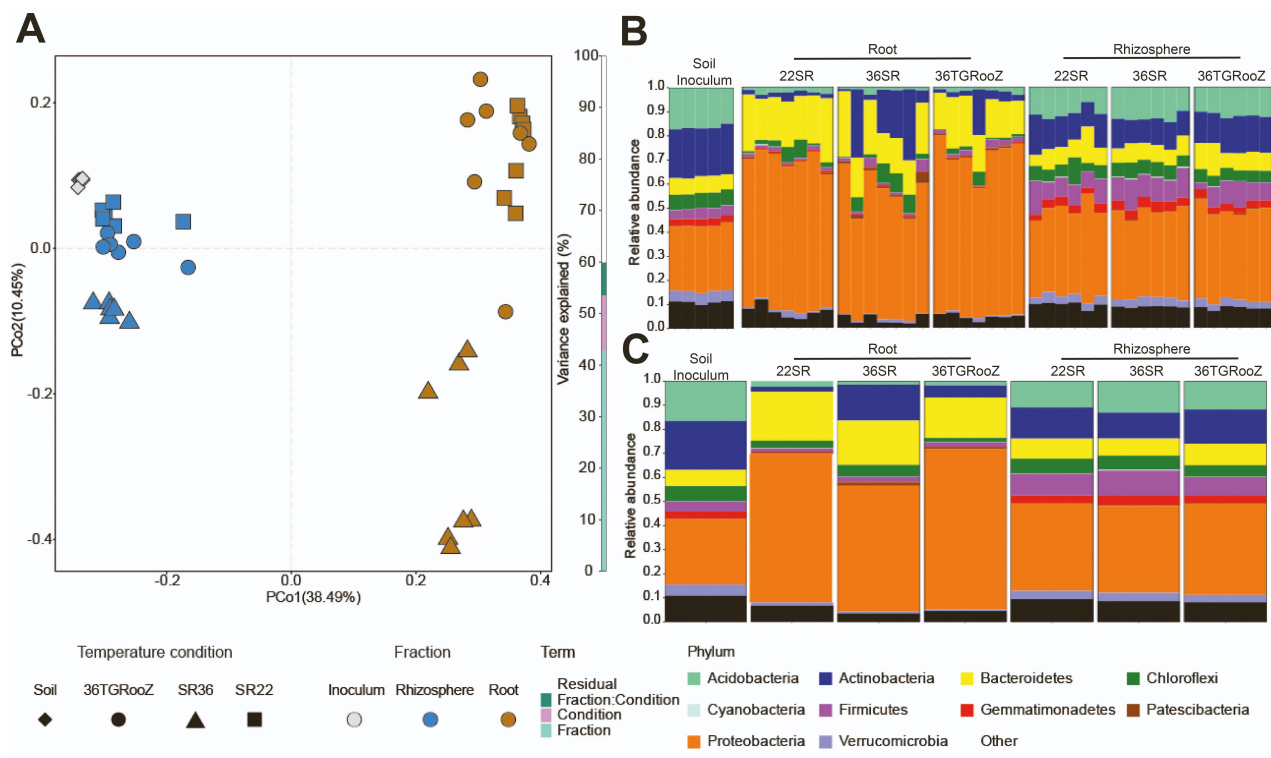 A
0.2
0.0
-0.2
-0.4
PCo2(10.45%)
-0.2
0.0
0.2
0.4
PCo1(38.49%)
100
90
80
70
60
50
40
30
20
10
0
Variance explained (%)
B
Root
Rhizosphere
Soil
Inoculum
22SR
36SR
36TGRooZ
22SR
36SR
36TGRooZ
1.0
0.9
0.8
0.7
0.6
0.5
0.4
0.3
0.2
0.1
0.0
Relative abundance
C
Root
Rhizosphere
Soil
Inoculum
22SR
36SR
36TGRooZ
22SR
36SR
36TGRooZ
1.0
0.9
0.8
0.7
0.6
0.5
0.4
0.3
0.2
0.1
0.0
Relative abundance
Temperature condition
Soil
36TGRooZ
SR36
SR22
Fraction
Inoculum
Rhizosphere
Root
Term
Residual
Fraction:Condition
Condition
Fraction
Phylum
Acidobacteria
Actinobacteria
Bacteroidetes
Chloroflexi
Cyanobacteria
Firmicutes
Gemmatimonadetes
Patescibacteria
Proteobacteria
Verrucomicrobia
Other